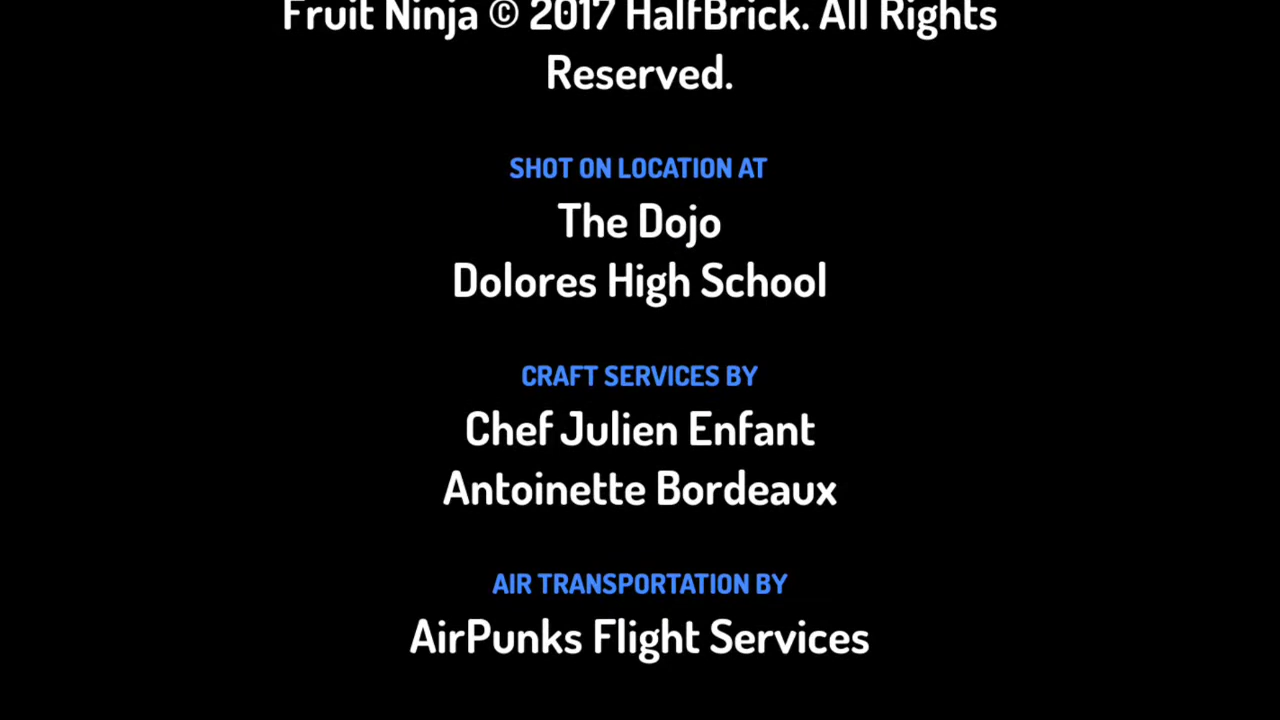 Fruit Ninja © 2017 HalfBrick. All Rights
Reserved.
SHOT ON LOCATION AT
The Dojo
Dolores High School
CRAFT SERVICES BY
Chef Julien Enfant
Antoinette Bordeaux
AIR TRANSPORTATION BY
AirPunks Flight Services